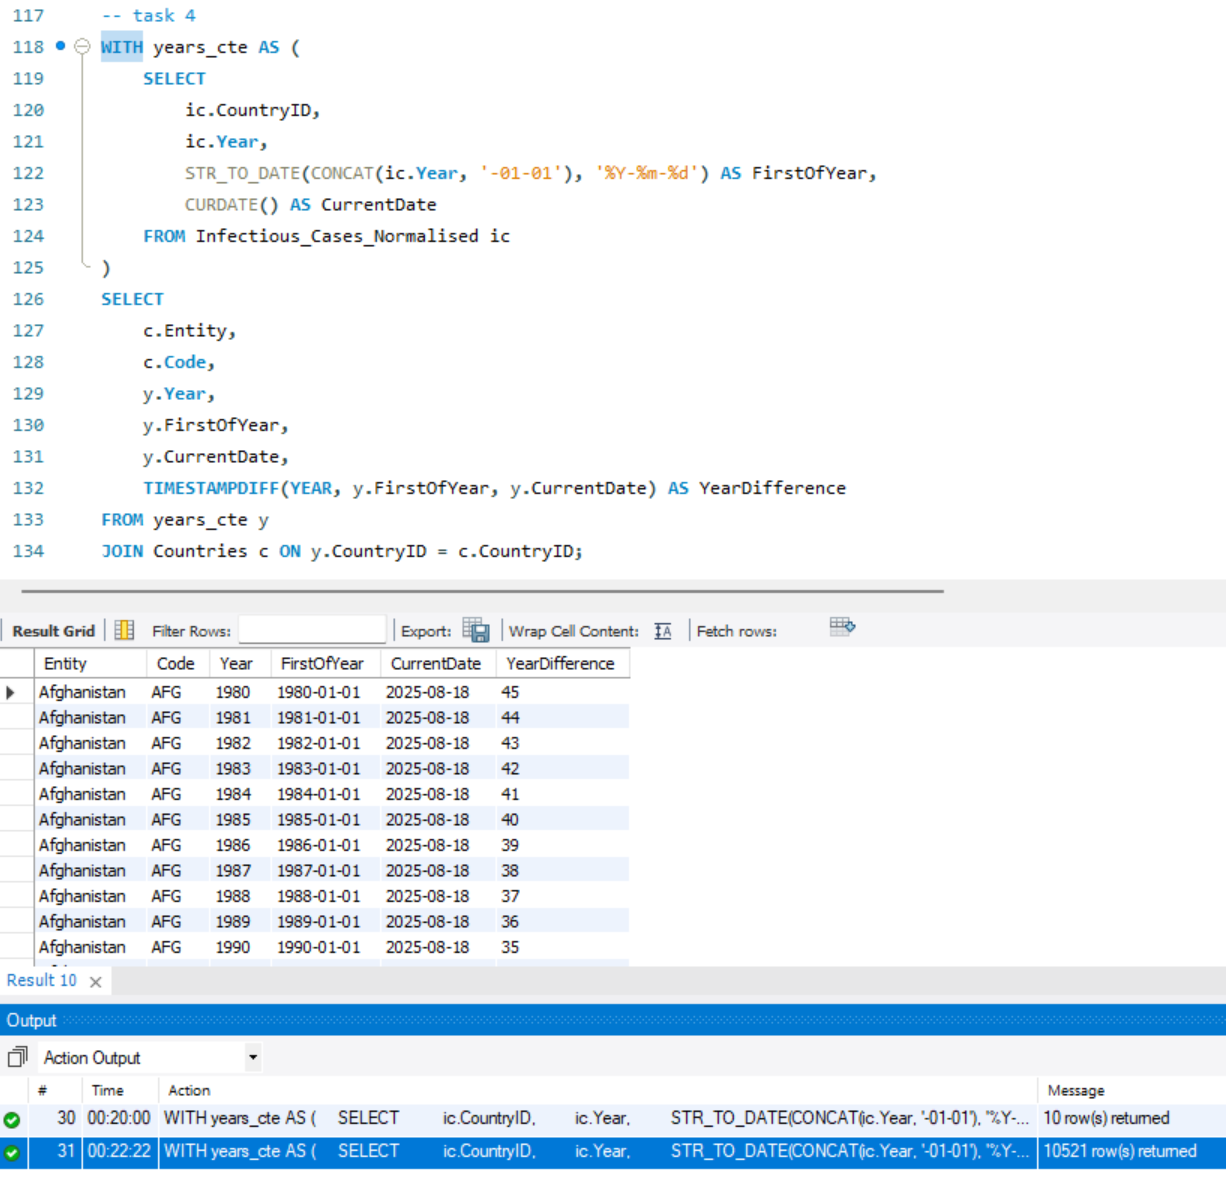 117 -- task 4
118 WITH years_cte AS (
119 SELECT
120 ic.CountryID,
121 ic.Year,
122 STR_TO_DATE(CONCAT(ic.Year, '-01-01'), '%Y-%m-%d') AS FirstOfYear,
123 CURDATE() AS CurrentDate
124 FROM Infectious_Cases_Normalised ic
125 )
126 SELECT
127 c.Entity,
128 c.Code,
129 y.Year,
130 y.FirstOfYear,
131 y.CurrentDate,
132 TIMESTAMPDIFF(YEAR, y.FirstOfYear, y.CurrentDate) AS YearDifference
133 FROM years_cte y
134 JOIN Countries c ON y.CountryID = c.CountryID;
Result Grid Filter Rows: Export: Wrap Cell Content: Fetch rows:
Entity Code Year FirstOfYear CurrentDate YearDifference
Afghanistan AFG 1980 1980-01-01 2025-08-18 45
Afghanistan AFG 1981 1981-01-01 2025-08-18 44
Afghanistan AFG 1982 1982-01-01 2025-08-18 43
Afghanistan AFG 1983 1983-01-01 2025-08-18 42
Afghanistan AFG 1984 1984-01-01 2025-08-18 41
Afghanistan AFG 1985 1985-01-01 2025-08-18 40
Afghanistan AFG 1986 1986-01-01 2025-08-18 39
Afghanistan AFG 1987 1987-01-01 2025-08-18 38
Afghanistan AFG 1988 1988-01-01 2025-08-18 37
Afghanistan AFG 1989 1989-01-01 2025-08-18 36
Afghanistan AFG 1990 1990-01-01 2025-08-18 35
Result 10
Output
Action Output
# Time Action Message
30 00:20:00 WITH years_cte AS ( SELECT ic.CountryID, ic.Year, STR_TO_DATE(CONCAT(ic.Year, '-01-01'), '%Y-... 10 row(s) returned
31 00:22:22 WITH years_cte AS ( SELECT ic.CountryID, ic.Year, STR_TO_DATE(CONCAT(ic.Year, '-01-01'), '%Y-... 10521 row(s) returned